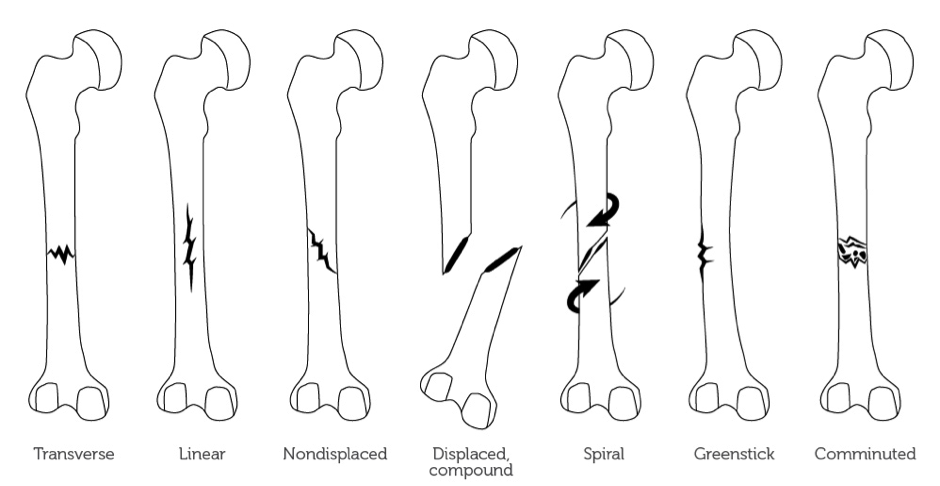 Transverse
Linear
Nondisplaced
Displaced,
compound
Spiral
Greenstick
Comminuted